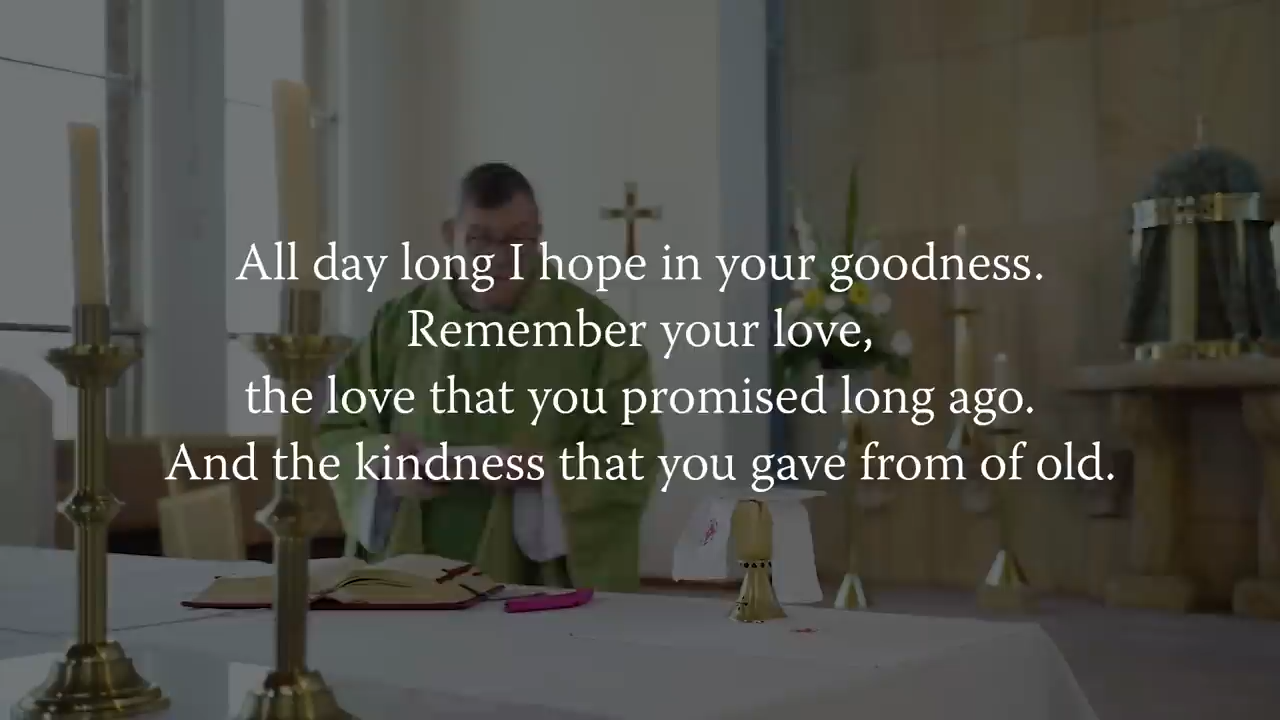 All day long I hope in your goodness.
Remember your love,
the love that you promised long ago.
And the kindness that you gave from of old.